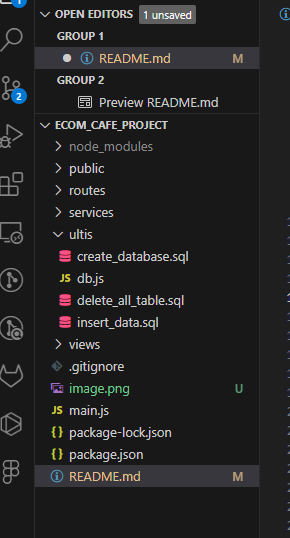 OPEN EDITORS 1 unsaved
GROUP 1
README.md M
GROUP 2
Preview README.md
ECOM_CAFE_PROJECT
node_modules
public
routes
services
ultis
create_database.sql
JS db.js
delete_all_table.sql
insert_data.sql
views
.gitignore
image.png U
JS main.js
{} package-lock.json
{} package.json
README.md M
2